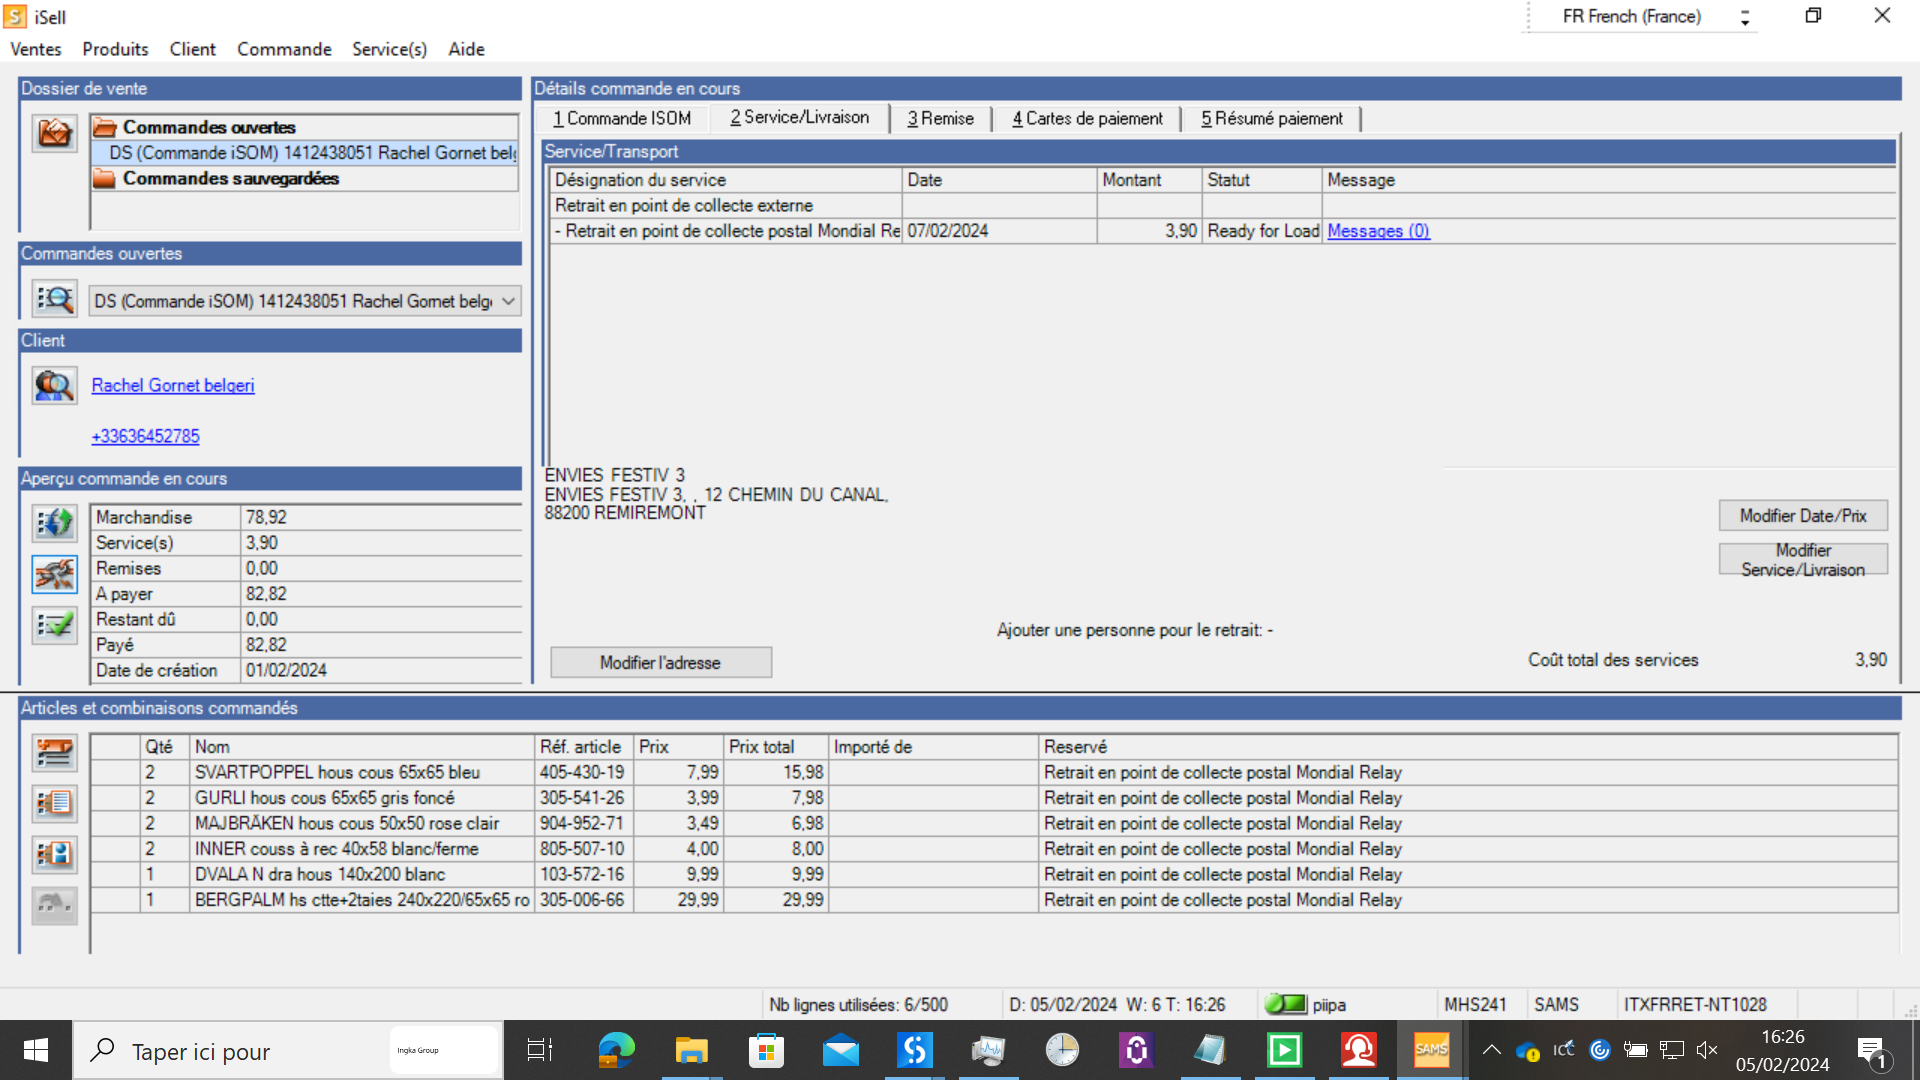 iSell
FR French (France)
Ventes Produits Client Commande Service(s) Aide
Dossier de vente
Commandes ouvertes
DS (Commande iSOM) 1412438051 Rachel Gornet belg
Commandes sauvegardées
Commandes ouvertes
DS (Commande iSOM) 1412438051 Rachel Gornet belg
Client
Rachel Gornet belgeri
+33636452785
Aperçu commande en cours
Marchandise 78,92
Service(s) 3,90
Remises 0,00
A payer 82,82
Restant dû 0,00
Payé 82,82
Date de création 01/02/2024
Détails commande en cours
1 Commande ISOM 2 Service/Livraison 3 Remise 4 Cartes de paiement 5 Résumé paiement
Service/Transport
Désignation du service Date Montant Statut Message
Retrait en point de collecte externe
- Retrait en point de collecte postal Mondial Re 07/02/2024 3,90 Ready for Load Messages (0)
ENVIES FESTIV 3
ENVIES FESTIV 3, , 12 CHEMIN DU CANAL,
88200 REMIREMONT
Modifier Date/Prix
Modifier
Service/Livraison
Ajouter une personne pour le retrait: -
Modifier l'adresse
Coût total des services 3,90
Articles et combinaisons commandés
Qté Nom Réf. article Prix Prix total Importé de Reservé
2 SVARTPOPPEL hous cous 65x65 bleu 405-430-19 7,99 15,98 Retrait en point de collecte postal Mondial Relay
2 GURLI hous cous 65x65 gris foncé 305-541-26 3,99 7,98 Retrait en point de collecte postal Mondial Relay
2 MAJBRÄKEN hous cous 50x50 rose clair 904-952-71 3,49 6,98 Retrait en point de collecte postal Mondial Relay
2 INNER couss à rec 40x58 blanc/ferme 805-507-10 4,00 8,00 Retrait en point de collecte postal Mondial Relay
1 DVALA N dra hous 140x200 blanc 103-572-16 9,99 9,99 Retrait en point de collecte postal Mondial Relay
1 BERGPALM hs ctte+2taies 240x220/65x65 ro 305-006-66 29,99 29,99 Retrait en point de collecte postal Mondial Relay
Nb lignes utilisées: 6/500 D: 05/02/2024 W: 6 T: 16:26 piipa MHS241 SAMS ITXFRRET-NT1028
Taper ici pour
Ingka Group
SAMS
16:26
05/02/2024
1